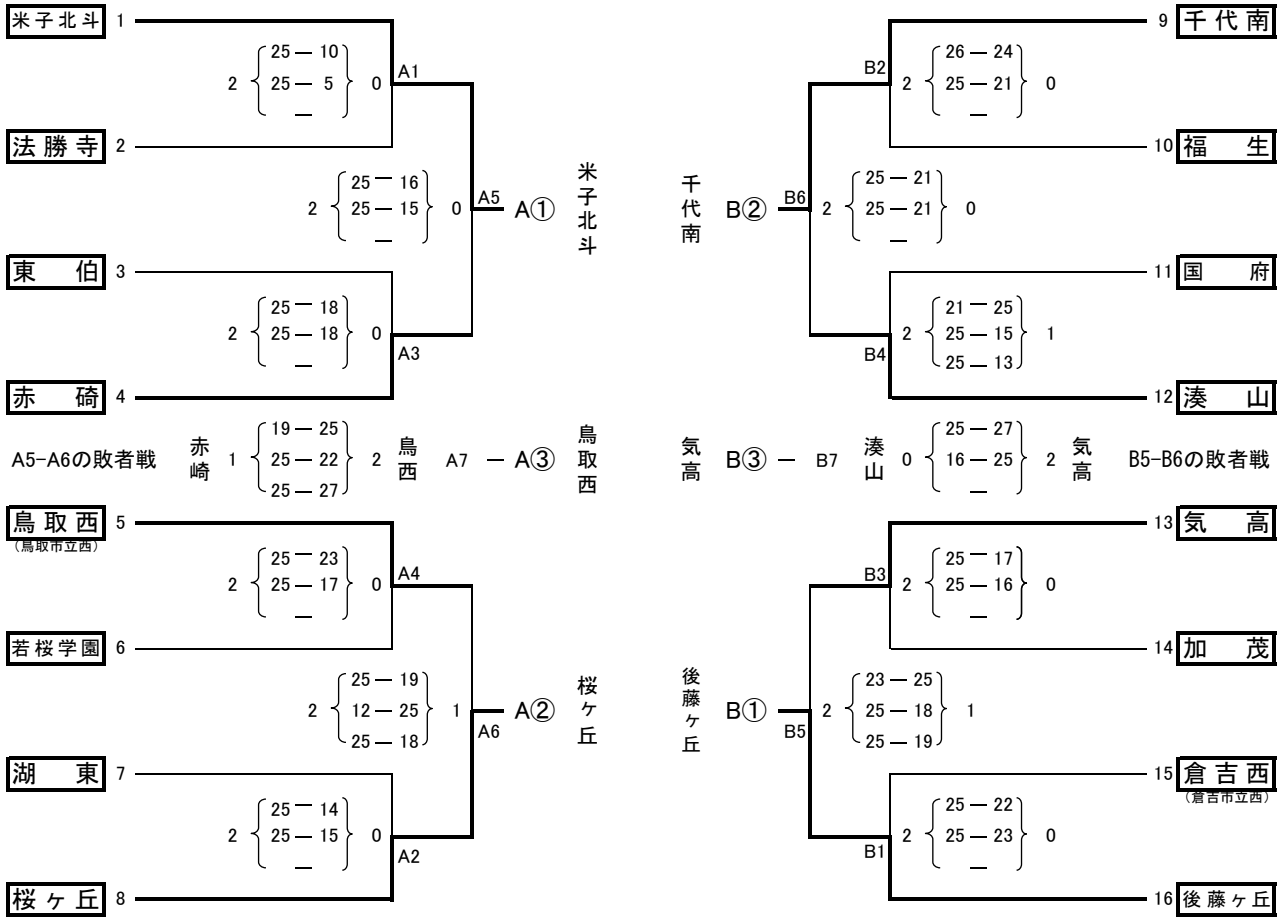 米子北斗 1
25 — 10
A1
2 25 — 5 0
—
法勝寺 2
25 — 16
2 25 — 15 0 A5 A① 米子北斗
—
東 伯 3
25 — 18
2 25 — 18 0
A3
—
赤 碕 4
19 — 25
A5-A6の敗者戦 赤崎 1 25 — 22 2 鳥西 A7 — A③ 鳥取西
25 — 27
鳥取西 5
(鳥取市立西)
25 — 23
A4
2 25 — 17 0
—
若桜学園 6
25 — 19
2 12 — 25 1 A② 桜ヶ丘
A6
25 — 18
湖 東 7
25 — 14
2 25 — 15 0
A2
—
桜ヶ丘 8
9 千代南
26 — 24
B2
2 25 — 21 0
—
10 福 生
25 — 21
千代南 B② B6 2 25 — 21 0
—
11 国 府
21 — 25
2 25 — 15 1
B4
25 — 13
12 湊 山
25 — 27
気高 B③ — B7 湊山 0 16 — 25 2 気高 B5-B6の敗者戦
—
13 気 高
25 — 17
B3
2 25 — 16 0
—
14 加 茂
23 — 25
後藤ヶ丘 B① 2 25 — 18 1
B5
25 — 19
15 倉吉西
(倉吉市立西)
25 — 22
2 25 — 23 0
B1
—
16 後藤ヶ丘